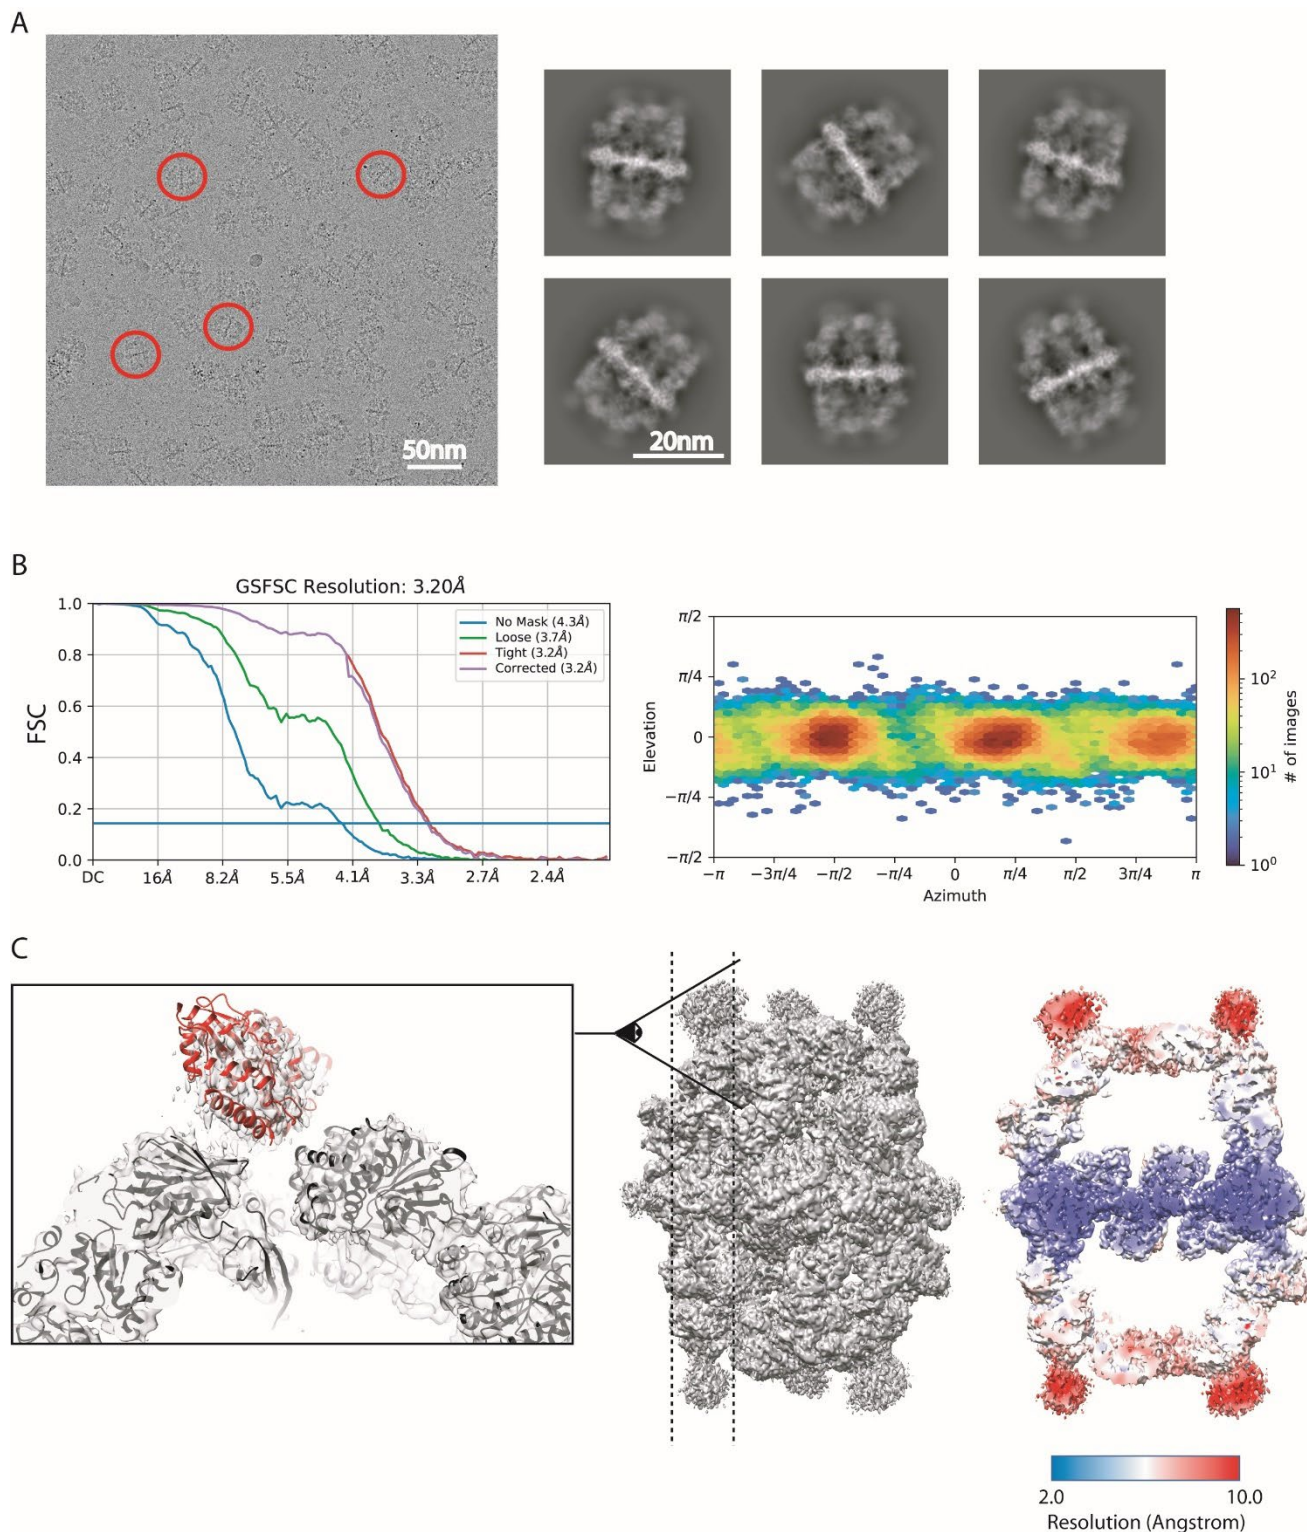 A
50nm
20nm
B
GSFSC Resolution: 3.20Å
FSC
1.0
0.8
0.6
0.4
0.2
0.0
No Mask (4.3Å)
Loose (3.7Å)
Tight (3.2Å)
Corrected (3.2Å)
DC 16Å 8.2Å 5.5Å 4.1Å 3.3Å 2.7Å 2.4Å
Elevation
π/2
π/4
0
−π/4
−π/2
−π −3π/4 −π/2 −π/4 0 π/4 π/2 3π/4 π
Azimuth
10²
10¹
10⁰
# of images
C
2.0 10.0
Resolution (Angstrom)